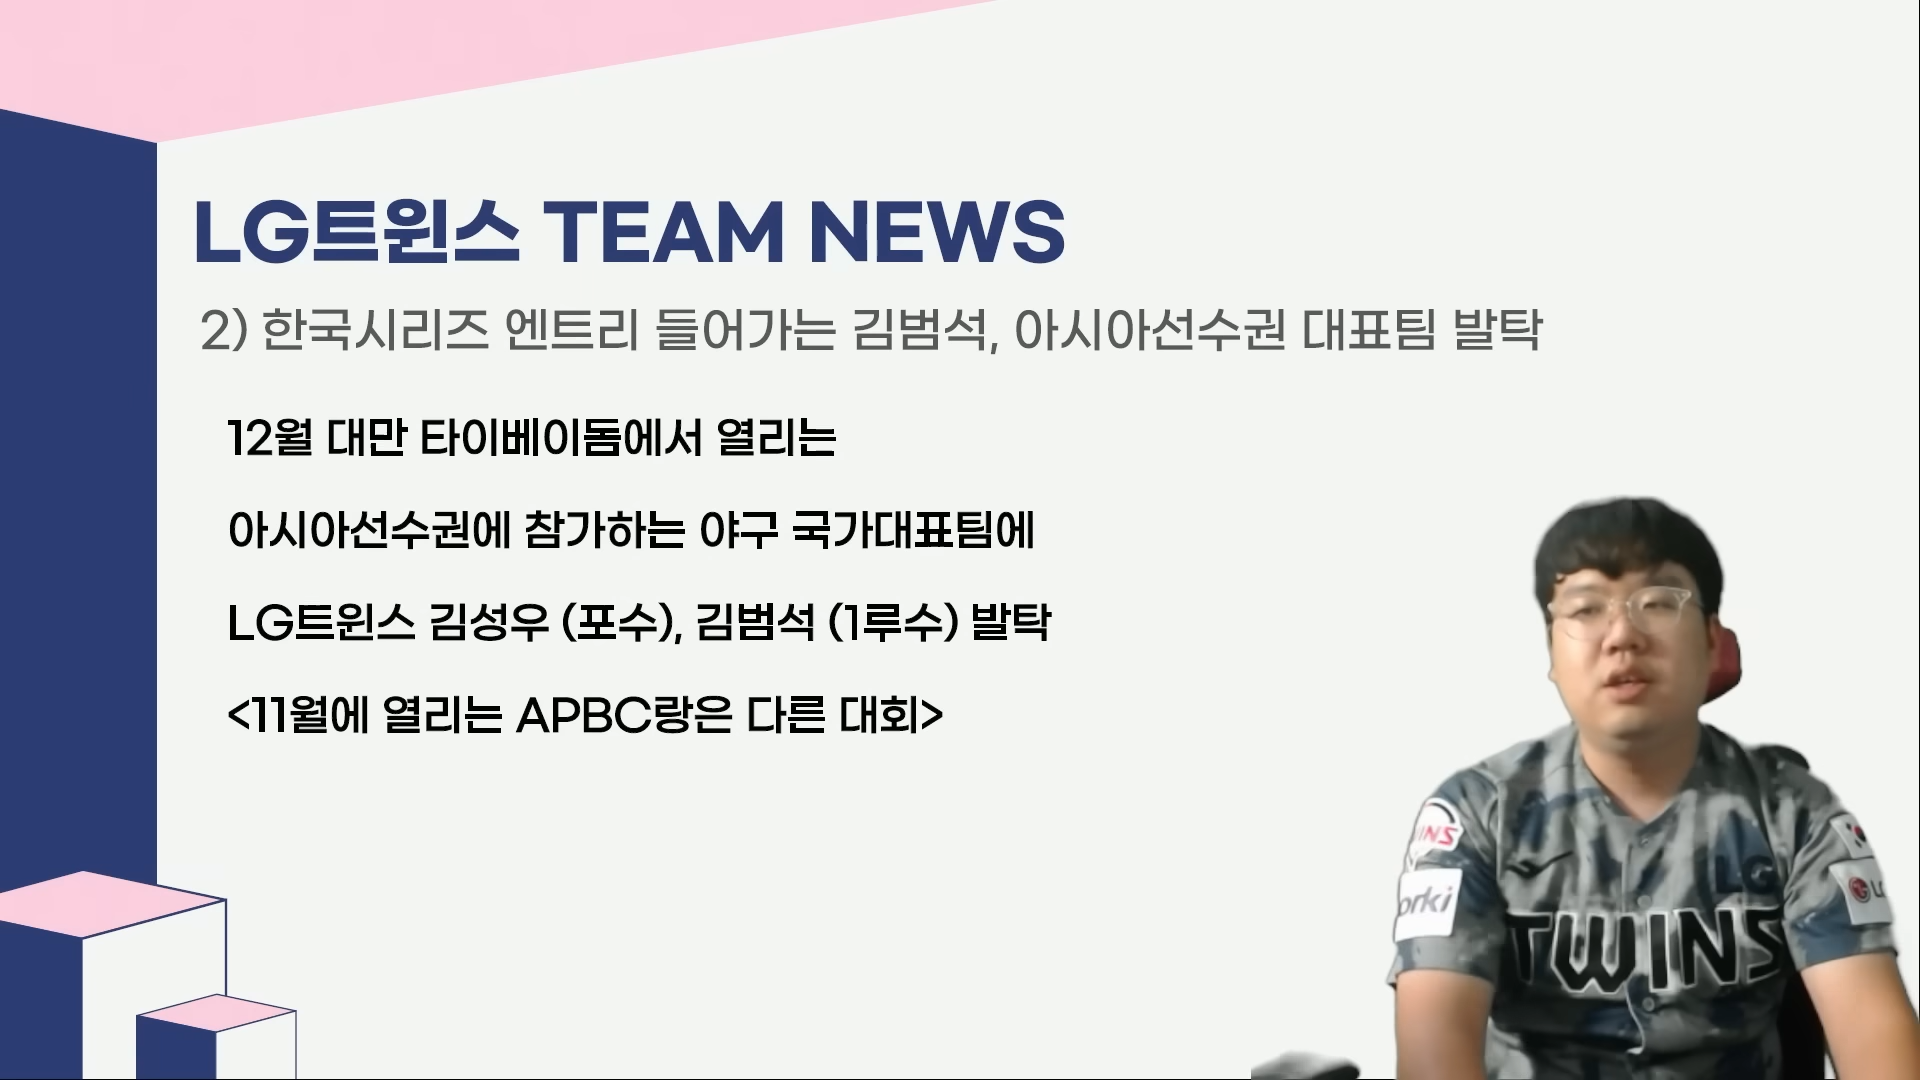 LG트윈스 TEAM NEWS
2) 한국시리즈 엔트리 들어가는 김범석, 아시아선수권 대표팀 발탁
12월 대만 타이베이돔에서 열리는
아시아선수권에 참가하는 야구 국가대표팀에
LG트윈스 김성우 (포수), 김범석 (1루수) 발탁
<11월에 열리는 APBC랑은 다른 대회>
LG
TWINS